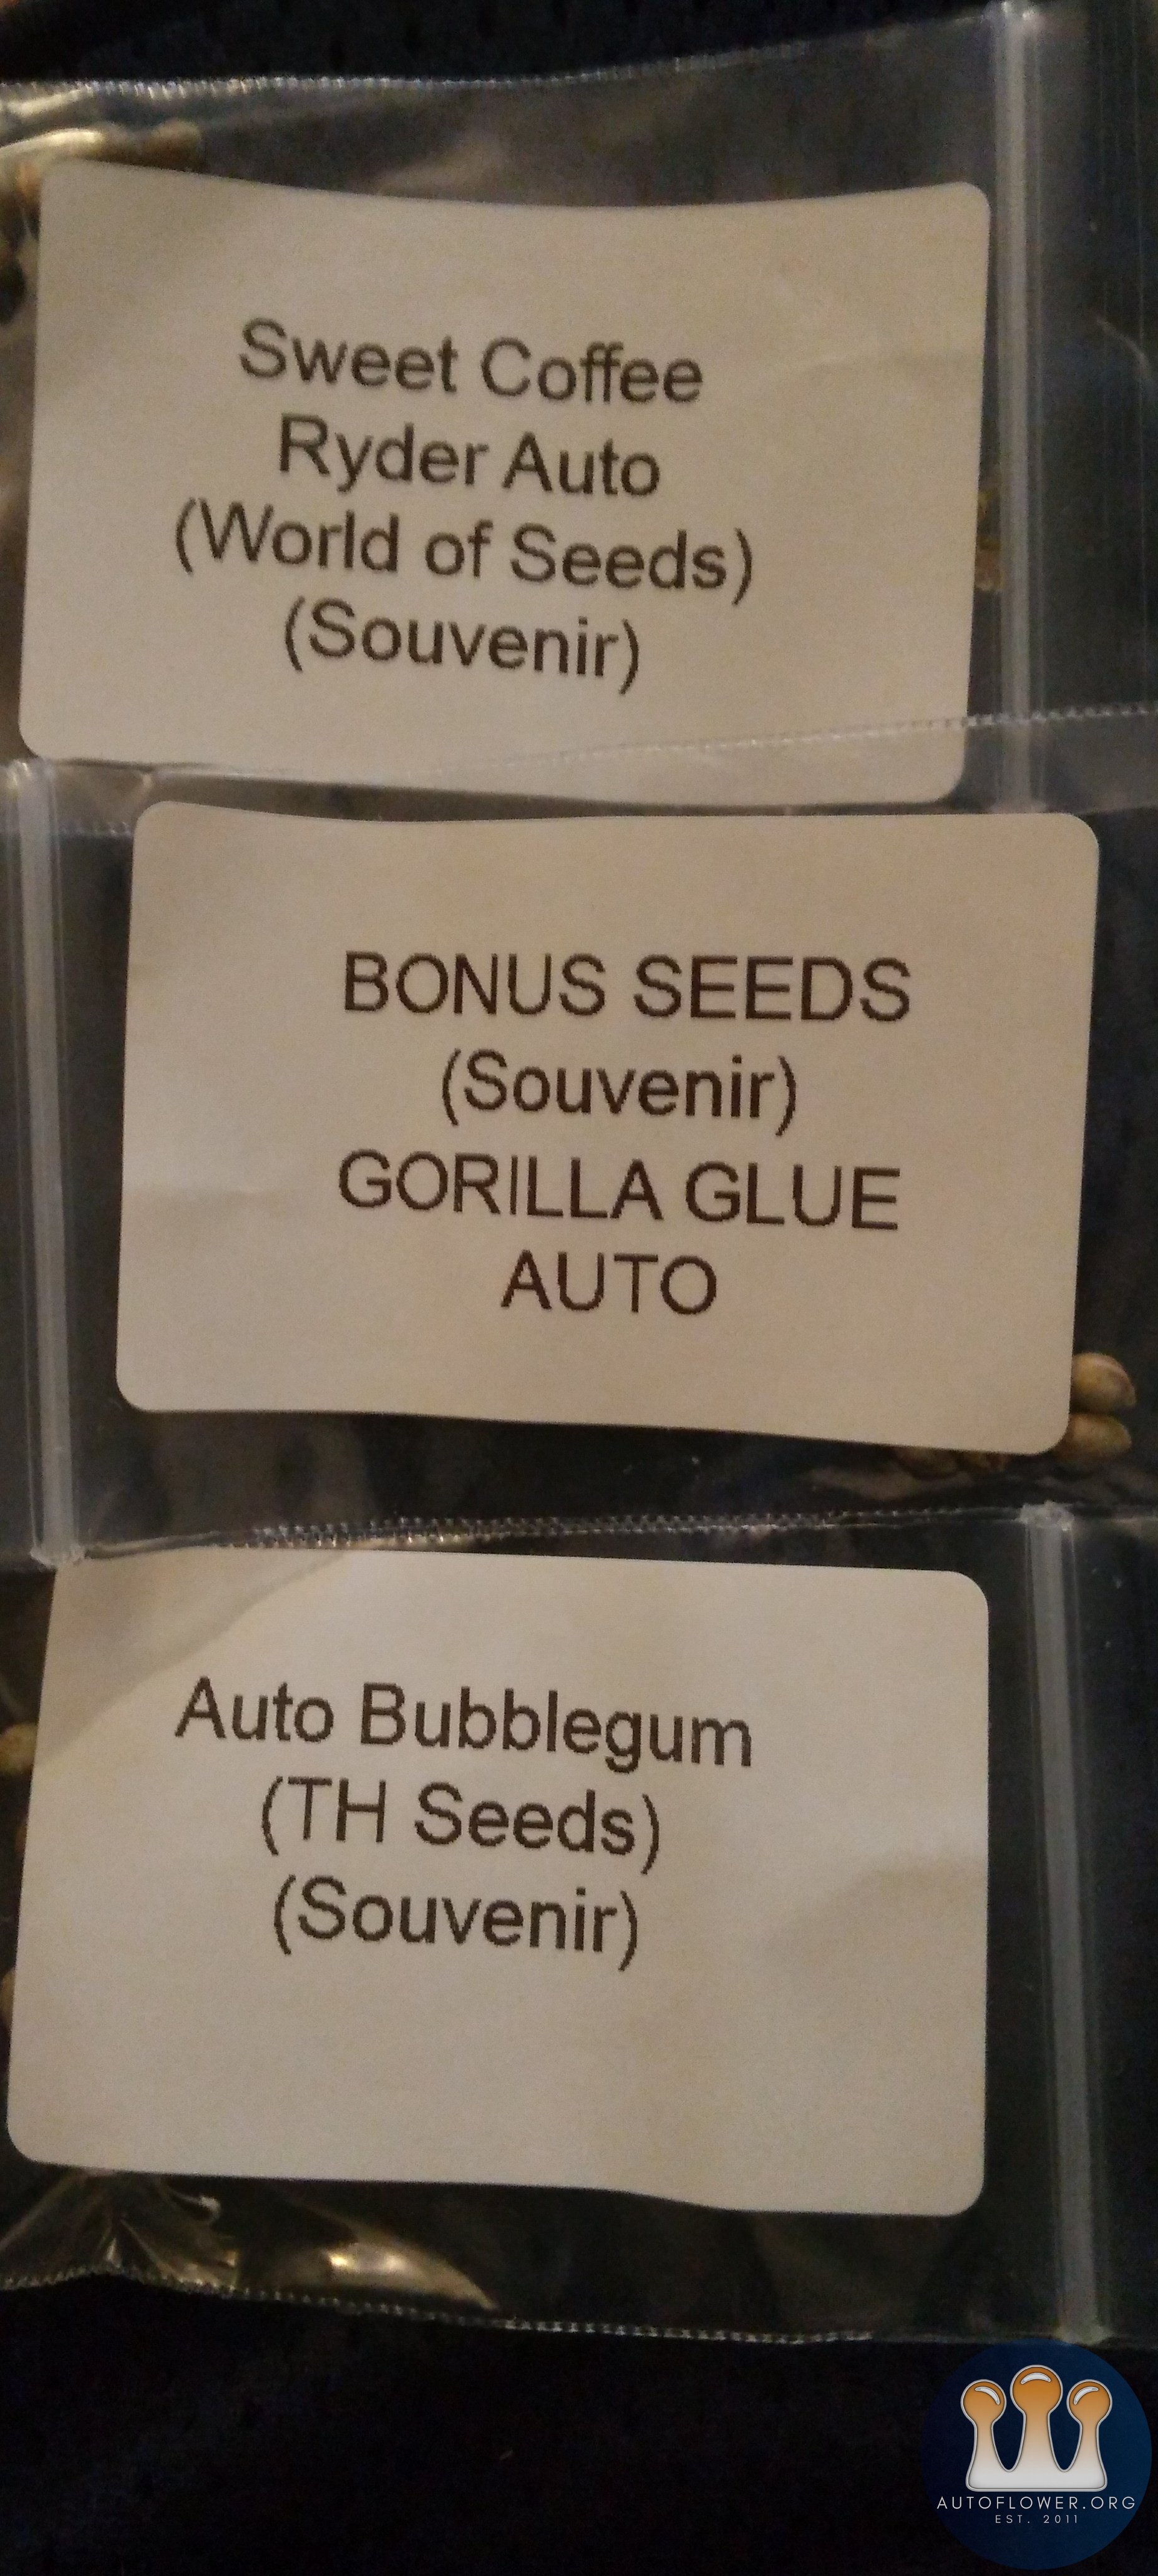 Sweet Coffee
Ryder Auto
(World of Seeds)
(Souvenir)
BONUS SEEDS
(Souvenir)
GORILLA GLUE
AUTO
Auto Bubblegum
(TH Seeds)
(Souvenir)
AUTOFLOWER.ORG
EST. 2011